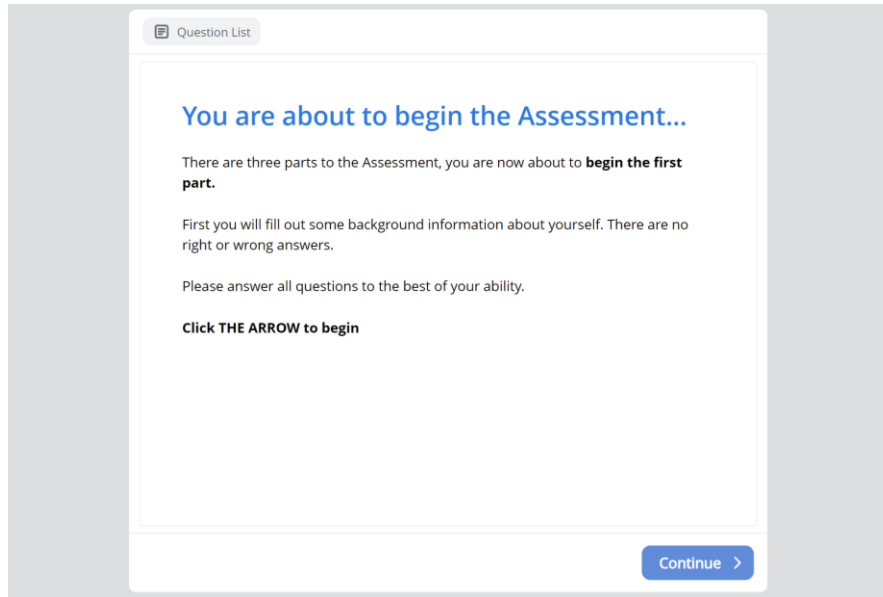 Question List
You are about to begin the Assessment...
There are three parts to the Assessment, you are now about to begin the first
part.
First you will fill out some background information about yourself. There are no
right or wrong answers.
Please answer all questions to the best of your ability.
Click THE ARROW to begin
Continue